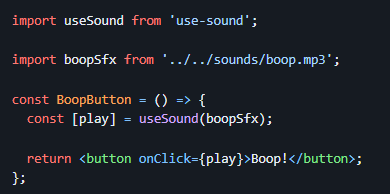 import useSound from 'use-sound';

import boopSfx from '../../sounds/boop.mp3';

const BoopButton = () => {
  const [play] = useSound(boopSfx);

  return <button onClick={play}>Boop!</button>;
};